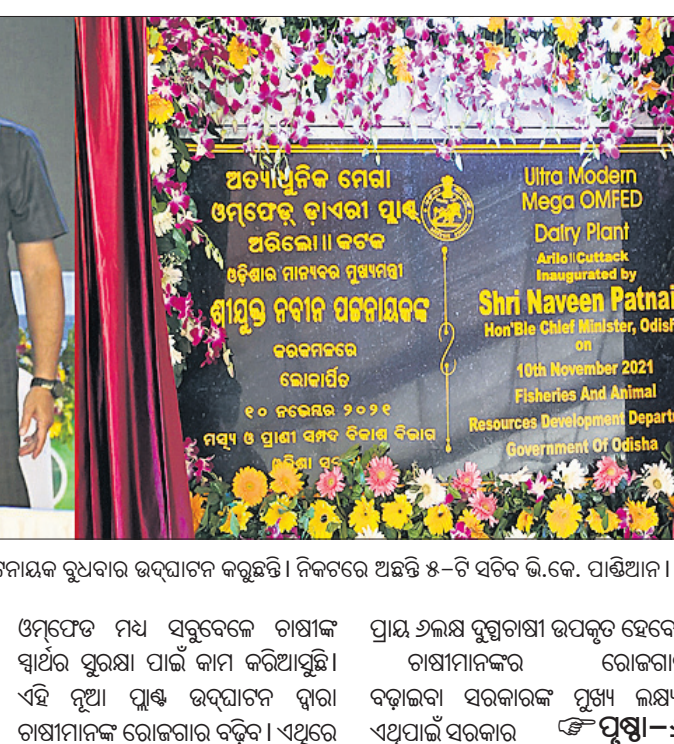 ଅତ୍ୟାଧୁନିକ ମେଗା
ଓମ୍‌ଫେଡ୍ ଡ଼ାଏରୀ ପ୍ଲାଣ୍ଟ
ଅରିଲୋ॥କଟକ
ଓଡ଼ିଶାର ମାନ୍ୟବର ମୁଖ୍ୟମନ୍ତ୍ରୀ
ଶ୍ରୀଯୁକ୍ତ ନବୀନ ପଟ୍ଟନାୟକଙ୍କ
କରକମଳରେ
ଲୋକାର୍ପିତ
୧୦ ନଭେମ୍ବର ୨୦୨୧
ମତ୍ସ୍ୟ ଓ ପ୍ରାଣୀ ସମ୍ପଦ ବିକାଶ ବିଭାଗ
Ultra Modern
Mega OMFED
Dairy Plant
Arilo॥Cuttack
Inaugurated by
Shri Naveen Patnai
Hon'Ble Chief Minister, Odis
on
10th November 2021
Fisheries And Animal
Resources Development Depart
Government Of Odisha
ଟନାୟକ ବୁଧବାର ଉଦ୍‌ଘାଟନ କରୁଛନ୍ତି। ନିକଟରେ ଅଛନ୍ତି ୫–ଟି ସଚିବ ଭି.କେ. ପାଣ୍ଡିଆନ।
ଓମ୍‌ଫେଡ ମଧ୍ୟ ସବୁବେଳେ ଚାଷୀଙ୍କ
ସ୍ୱାର୍ଥର ସୁରକ୍ଷା ପାଇଁ କାମ କରିଆସୁଛି।
ଏହି ନୂଆ ପ୍ଲାଣ୍ଟ ଉଦ୍‌ଘାଟନ ଦ୍ୱାରା
ଚାଷୀମାନଙ୍କ ରୋଜଗାର ବଢ଼ିବ। ଏଥିରେ
ପ୍ରାୟ ୬ଲକ୍ଷ ଦୁଗ୍ଧଚାଷୀ ଉପକୃତ ହେବେ
ଚାଷୀମାନଙ୍କର ରୋଜଗା
ବଢ଼ାଇବା ସରକାରଙ୍କ ମୁଖ୍ୟ ଲକ୍ଷ୍ୟ
ଏଥିପାଇଁ ସରକାର ☞ପୃଷ୍ଠା–